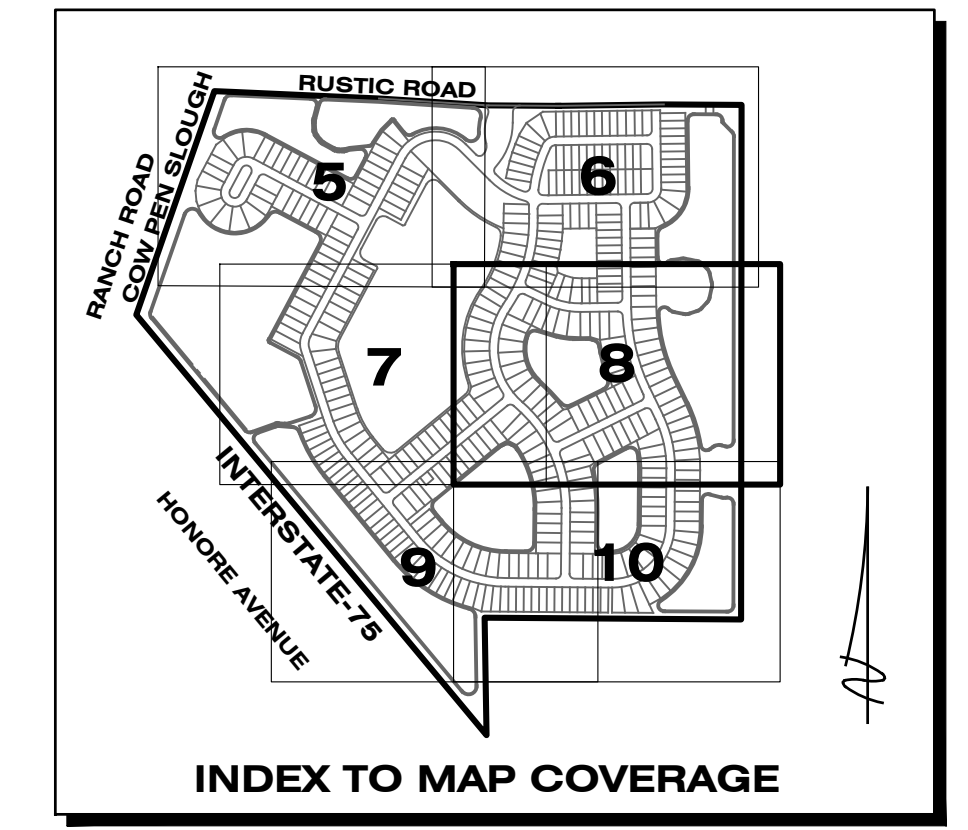 RUSTIC ROAD
RANCH ROAD
COW PEN SLOUGH
5
6
7
8
INTERSTATE-75
HONORE AVENUE
9
10
N
INDEX TO MAP COVERAGE